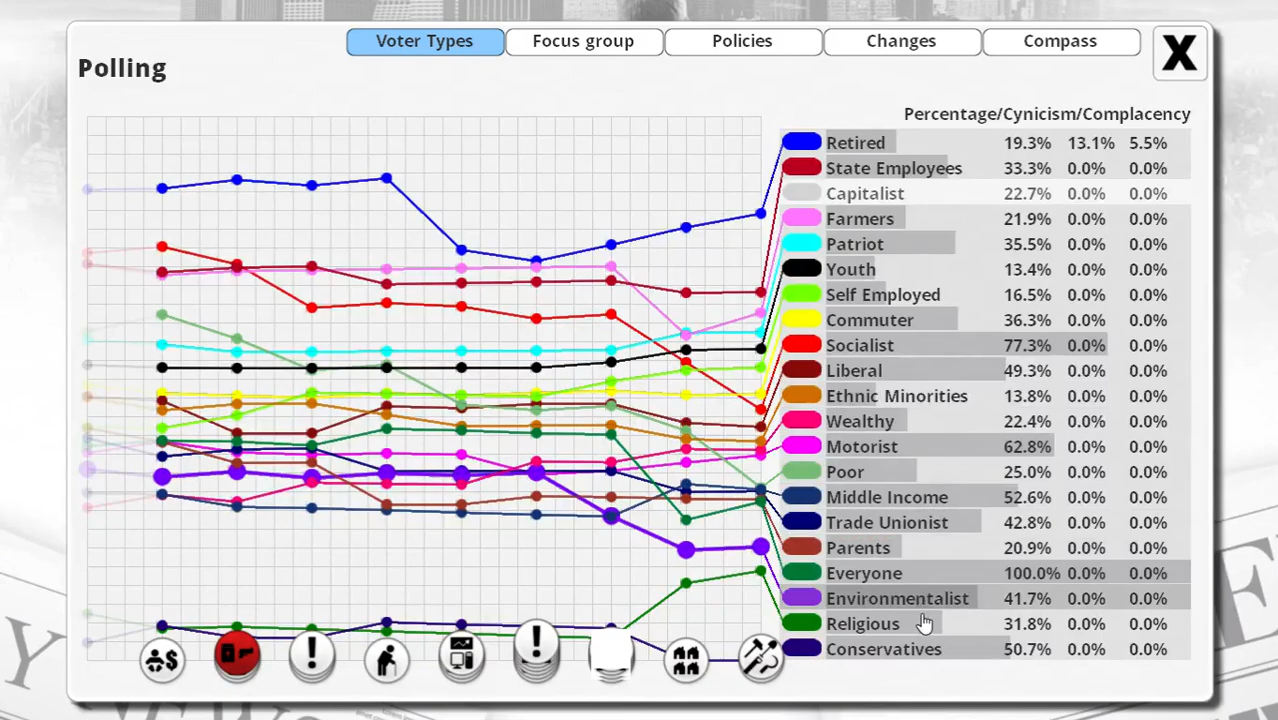 Voter Types Focus group Policies Changes Compass X
Polling
Percentage/Cynicism/Complacency
Retired 19.3% 13.1% 5.5%
State Employees 33.3% 0.0% 0.0%
Capitalist 22.7% 0.0% 0.0%
Farmers 21.9% 0.0% 0.0%
Patriot 35.5% 0.0% 0.0%
Youth 13.4% 0.0% 0.0%
Self Employed 16.5% 0.0% 0.0%
Commuter 36.3% 0.0% 0.0%
Socialist 77.3% 0.0% 0.0%
Liberal 49.3% 0.0% 0.0%
Ethnic Minorities 13.8% 0.0% 0.0%
Wealthy 22.4% 0.0% 0.0%
Motorist 62.8% 0.0% 0.0%
Poor 25.0% 0.0% 0.0%
Middle Income 52.6% 0.0% 0.0%
Trade Unionist 42.8% 0.0% 0.0%
Parents 20.9% 0.0% 0.0%
Everyone 100.0% 0.0% 0.0%
Environmentalist 41.7% 0.0% 0.0%
Religious 31.8% 0.0% 0.0%
Conservatives 50.7% 0.0% 0.0%